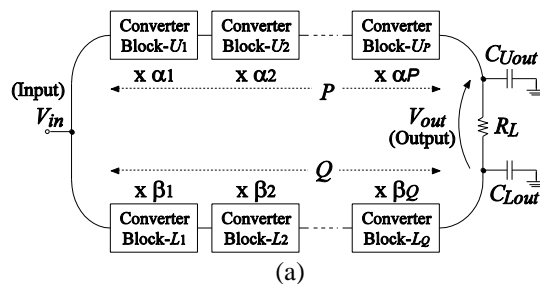 Converter Block-U1
Converter Block-U2
Converter Block-UP
CUout
x α1
x α2
x αP
(Input)
Vin
P
Vout
(Output)
RL
Q
x β1
x β2
x βQ
CLout
Converter Block-L1
Converter Block-L2
Converter Block-LQ
(a)